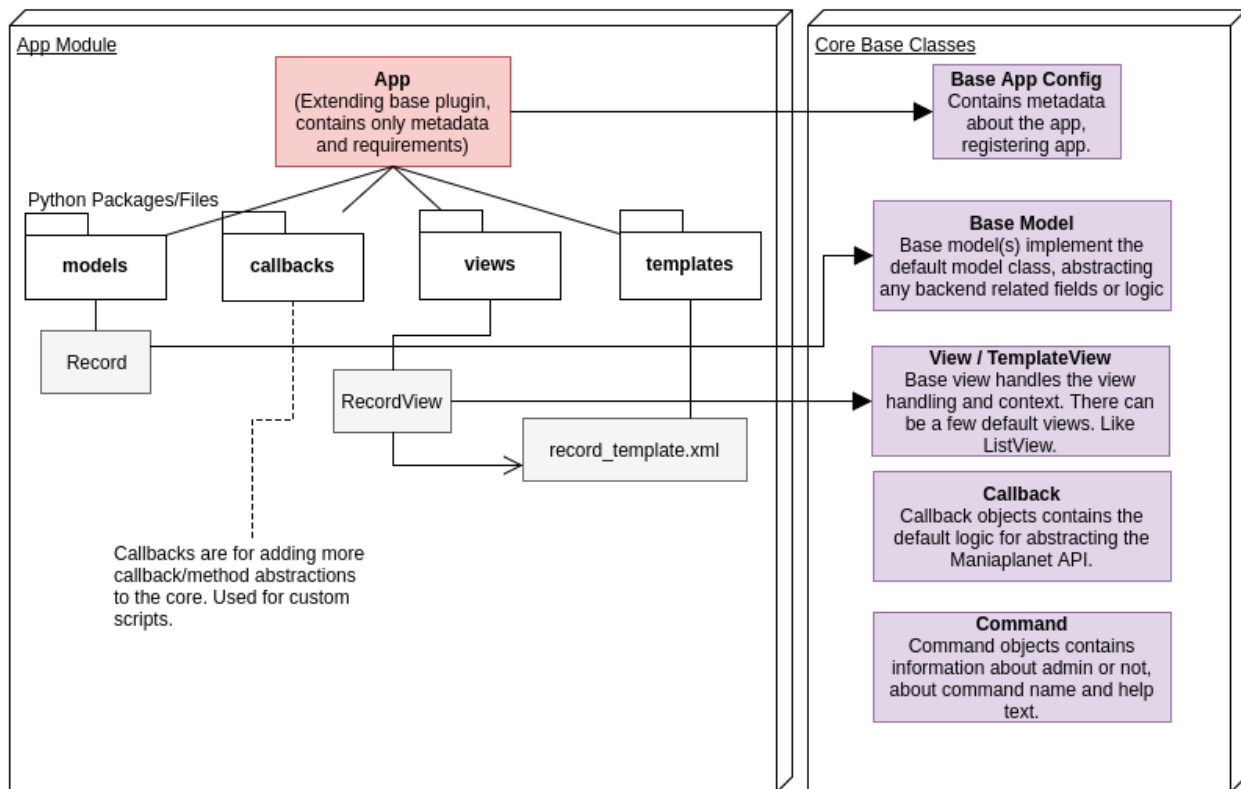 App Module
App
(Extending base plugin,
contains only metadata
and requirements)
Python Packages/Files
models
callbacks
views
templates
Record
RecordView
record_template.xml
Callbacks are for adding more
callback/method abstractions
to the core. Used for custom
scripts.
Core Base Classes
Base App Config
Contains metadata
about the app,
registering app.
Base Model
Base model(s) implement the
default model class, abstracting
any backend related fields or logic
View / TemplateView
Base view handles the view
handling and context. There can
be a few default views. Like
ListView.
Callback
Callback objects contains the
default logic for abstracting the
Maniaplanet API.
Command
Command objects contains
information about admin or not,
about command name and help
text.